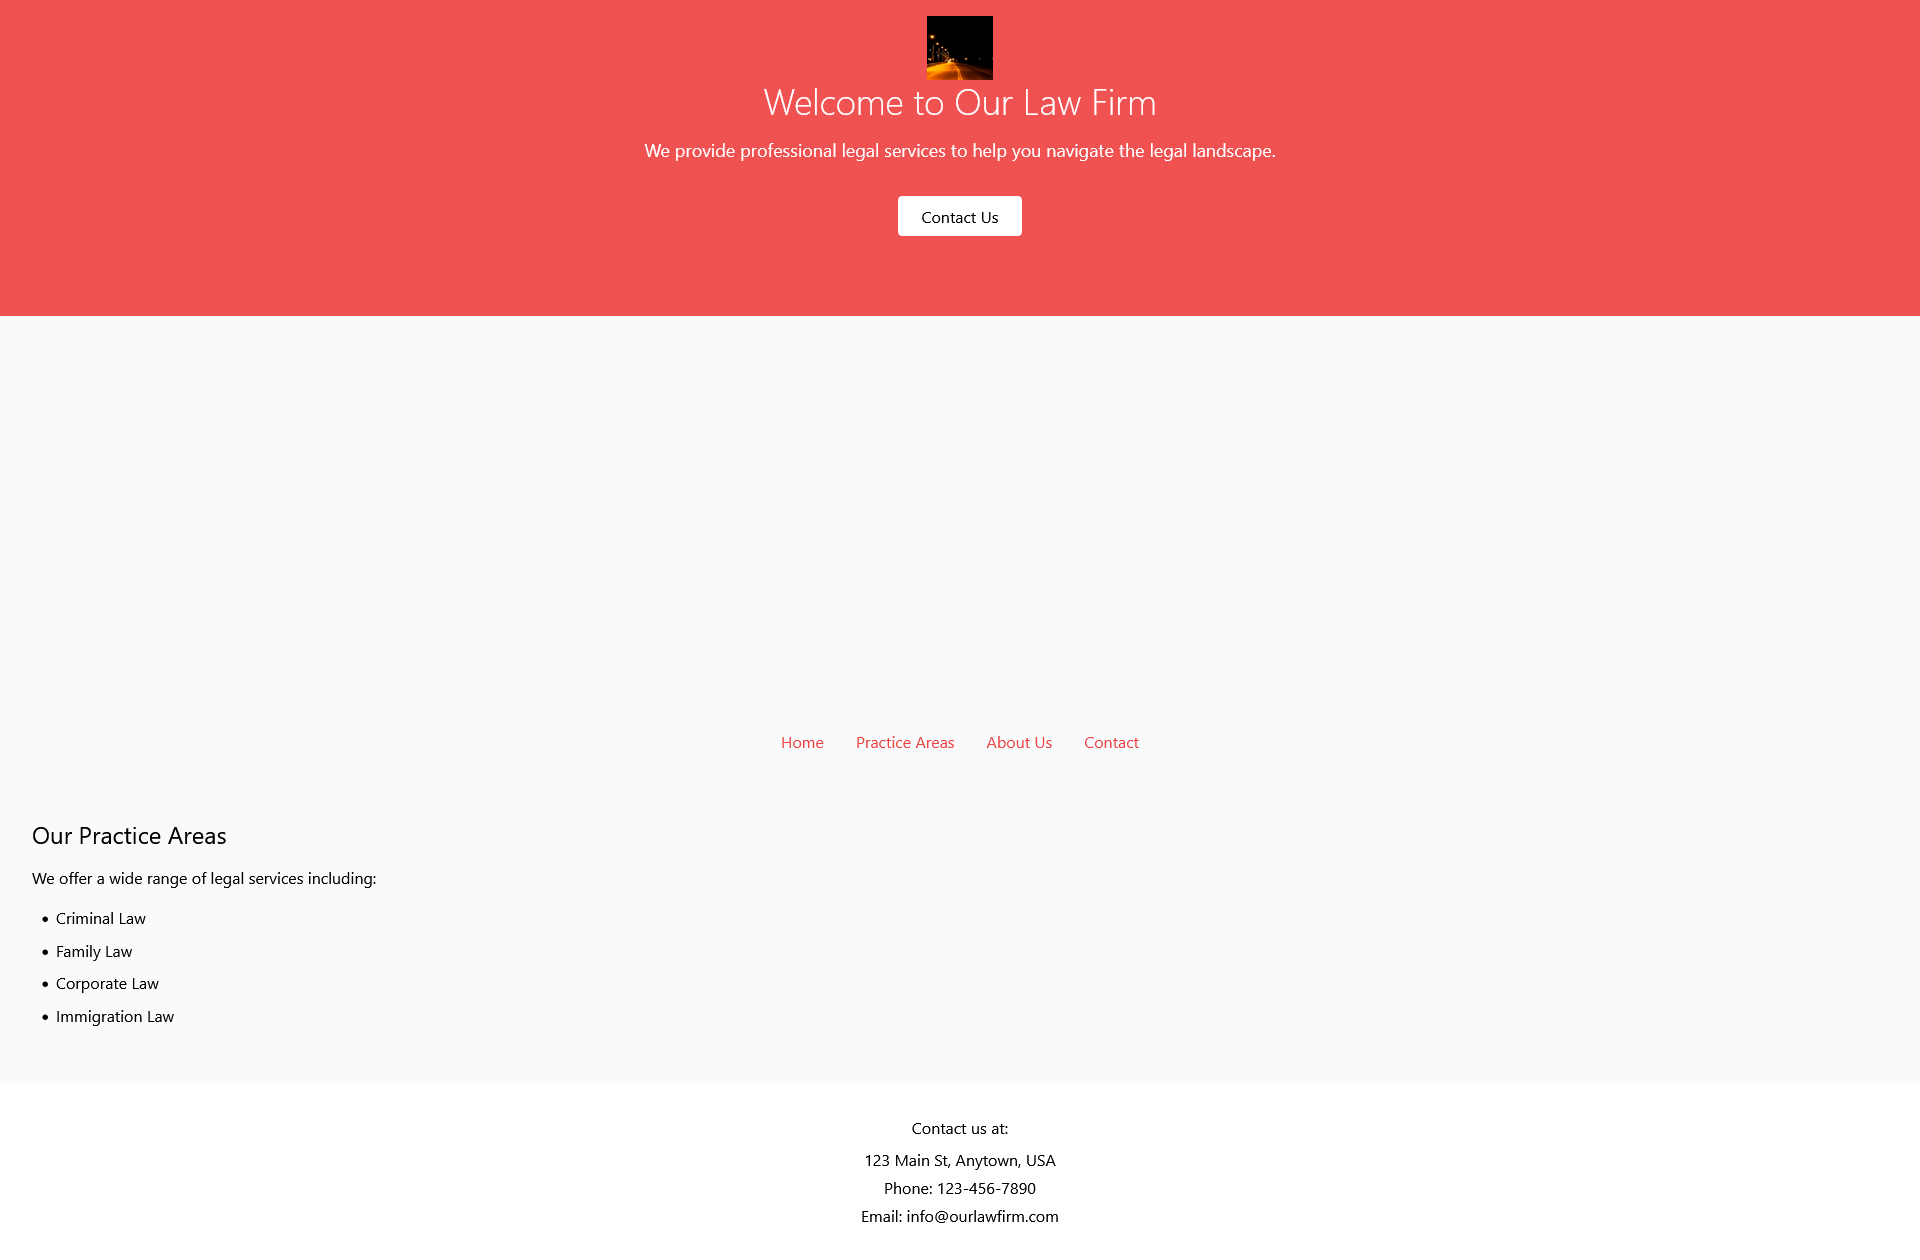 Welcome to Our Law Firm
We provide professional legal services to help you navigate the legal landscape.
Contact Us
Home Practice Areas About Us Contact
Our Practice Areas
We offer a wide range of legal services including:
• Criminal Law
• Family Law
• Corporate Law
• Immigration Law
Contact us at:
123 Main St, Anytown, USA
Phone: 123-456-7890
Email: info@ourlawfirm.com